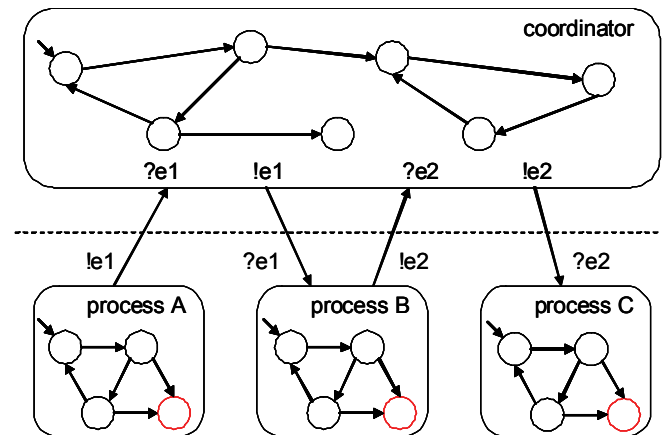 coordinator
?e1 !e1 ?e2 !e2
!e1 ?e1 !e2 ?e2
process A process B process C